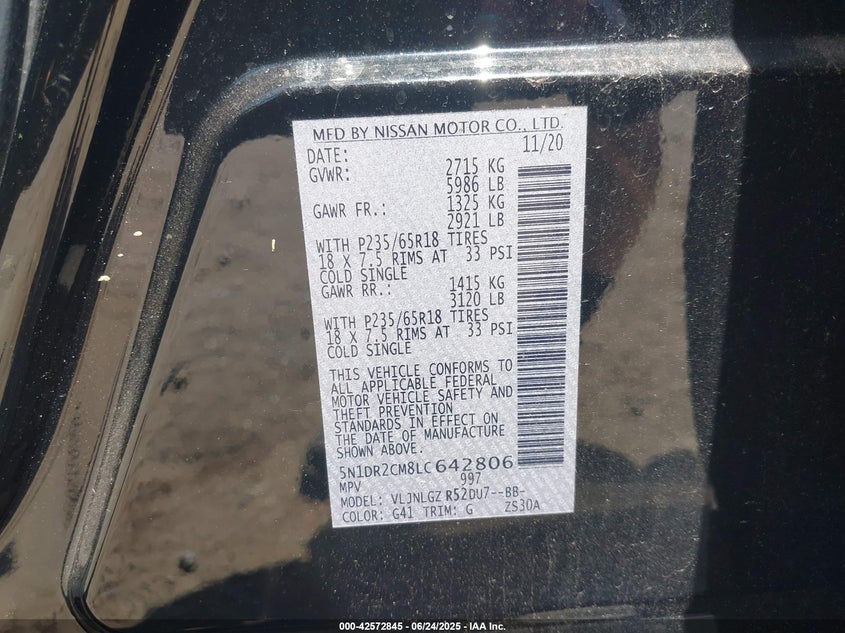 MFD BY NISSAN MOTOR CO., LTD.
DATE: 11/20
GVWR: 2715 KG
5986 LB
GAWR FR.: 1325 KG
2921 LB
WITH P235/65R18 TIRES
18 X 7.5 RIMS AT 33 PSI
COLD SINGLE
GAWR RR.: 1415 KG
3120 LB
WITH P235/65R18 TIRES
18 X 7.5 RIMS AT 33 PSI
COLD SINGLE
THIS VEHICLE CONFORMS TO
ALL APPLICABLE FEDERAL
MOTOR VEHICLE SAFETY AND
THEFT PREVENTION
STANDARDS IN EFFECT ON
THE DATE OF MANUFACTURE
SHOWN ABOVE.
5N1DR2CM8LC642806
MPV 997
MODEL: VLJNLGZ R52DU7--BB-
COLOR: G41 TRIM: G ZS30A
000-42572845 - 06/24/2025 - IAA Inc.